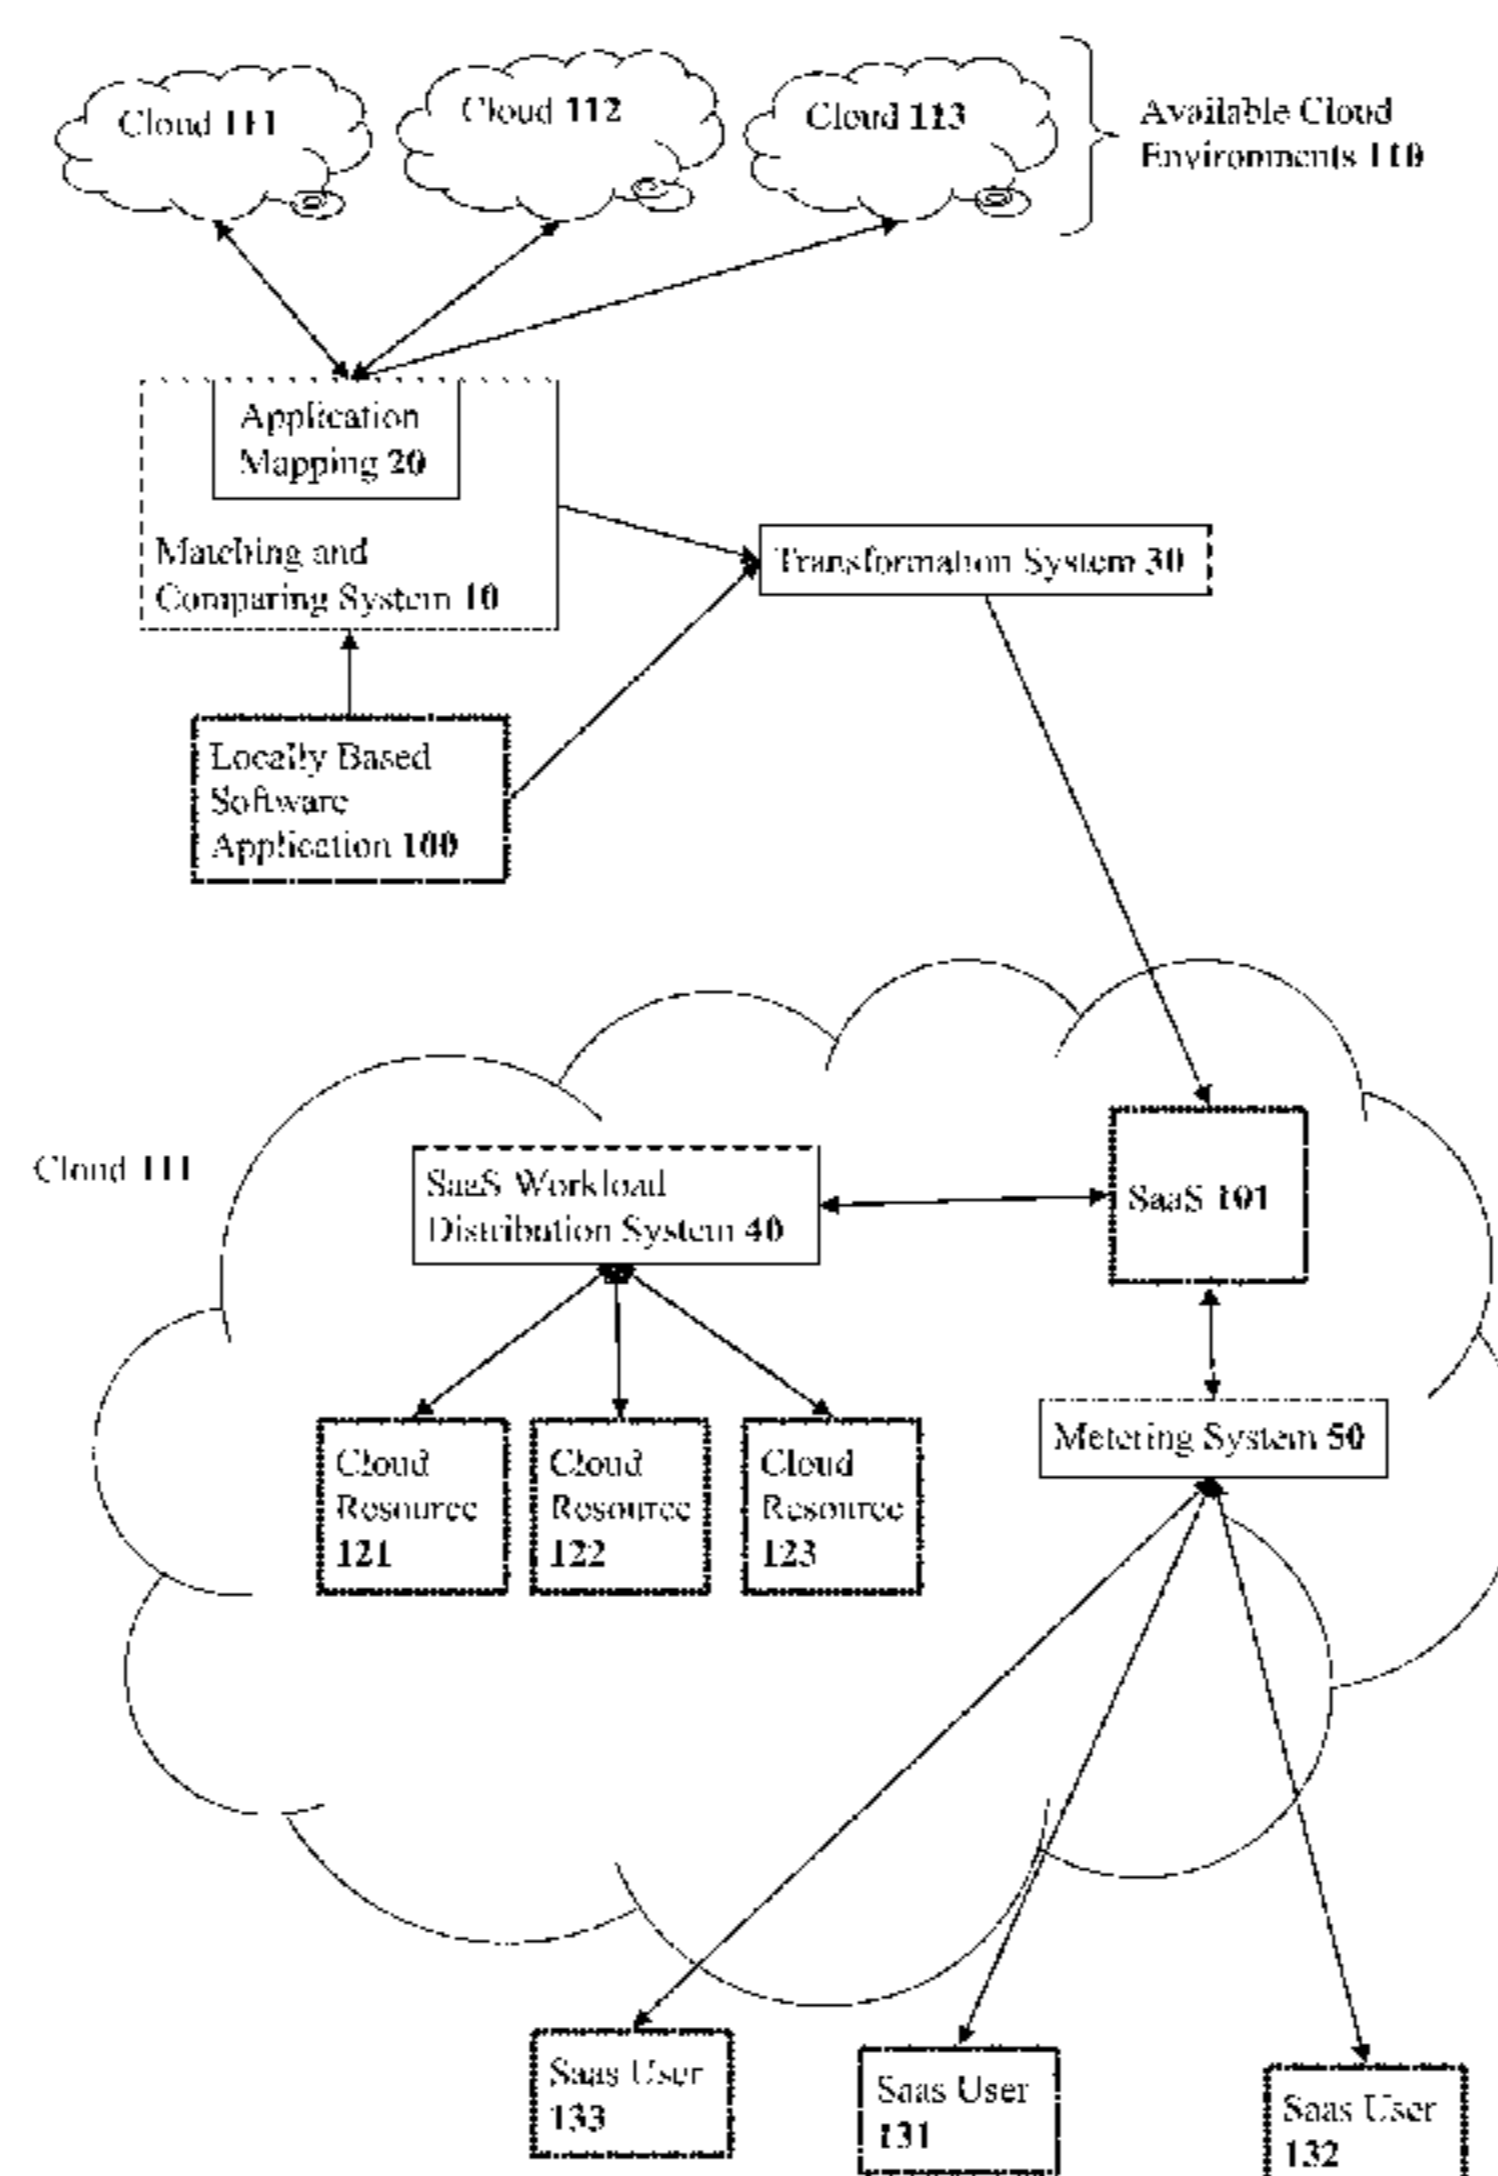 Cloud 111
Cloud 112
Cloud 113
Available Cloud
Environments 110
Application
Mapping 20
Matching and
Comparing System 10
Transformation System 30
Locally Based
Software
Application 100
Cloud 111
SaaS Workload
Distribution System 40
SaaS 101
Cloud
Resource
121
Cloud
Resource
122
Cloud
Resource
123
Metering System 50
Saas User
133
Saas User
131
Saas User
132